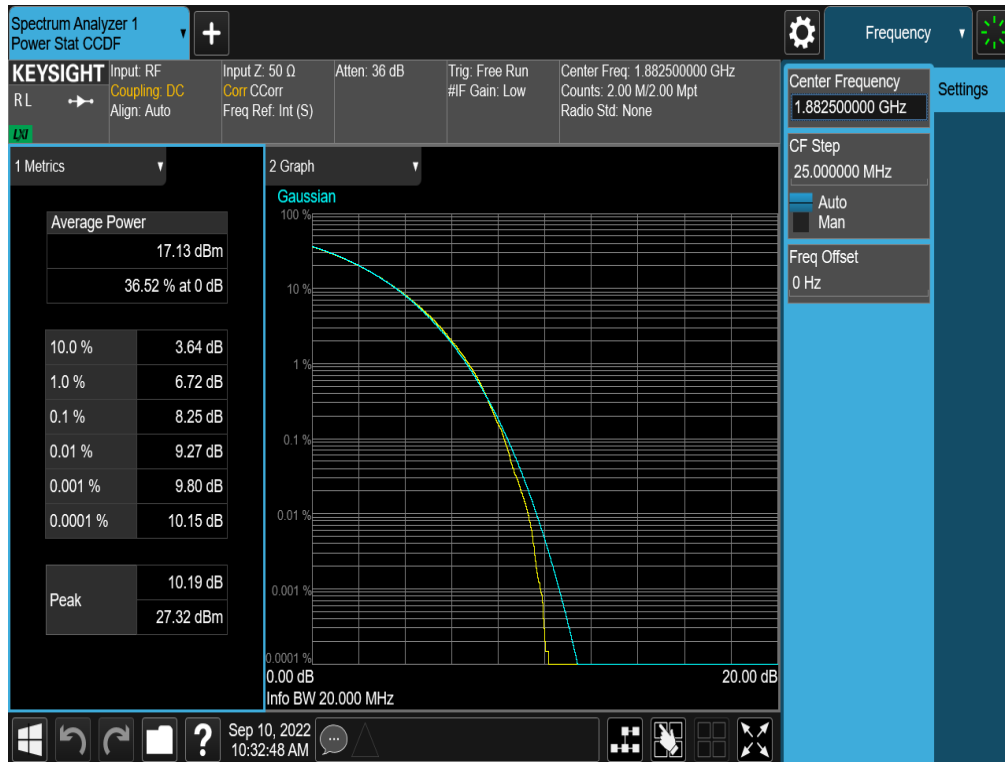 Spectrum Analyzer 1
Power Stat CCDF
+
Frequency
KEYSIGHT
RL
LXI
Input: RF
Coupling: DC
Align: Auto
Input Z: 50 Ω
Corr CCorr
Freq Ref: Int (S)
Atten: 36 dB
Trig: Free Run
#IF Gain: Low
Center Freq: 1.882500000 GHz
Counts: 2.00 M/2.00 Mpt
Radio Std: None
Center Frequency
1.882500000 GHz
Settings
CF Step
25.000000 MHz
Auto
Man
Freq Offset
0 Hz
1 Metrics
Average Power
17.13 dBm
36.52 % at 0 dB
10.0 % 3.64 dB
1.0 % 6.72 dB
0.1 % 8.25 dB
0.01 % 9.27 dB
0.001 % 9.80 dB
0.0001 % 10.15 dB
Peak
10.19 dB
27.32 dBm
2 Graph
Gaussian
100 %
10 %
1 %
0.1 %
0.01 %
0.001 %
0.0001 %
0.00 dB 20.00 dB
Info BW 20.000 MHz
?
Sep 10, 2022
10:32:48 AM